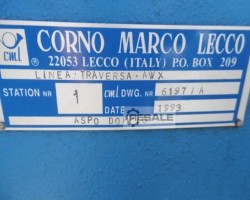 CORNO MARCO LECCO
cml 22053 LECCO (ITALY) P.O. BOX 209
LINEA: TRAVERSA - AWX
STATION NR 1 cml DWG. NR 6197/A
DATE 1993
RESALE
ASPO